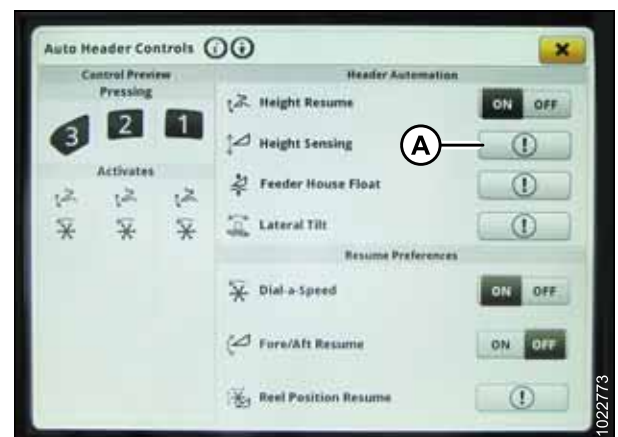 Auto Header Controls
Control Preview
Pressing
3 2 1
Activates
Header Automation
Height Resume ON OFF
Height Sensing A
Feeder House Float
Lateral Tilt
Resume Preferences
Dial-a-Speed ON OFF
Fore/Aft Resume ON OFF
Reel Position Resume
1022773